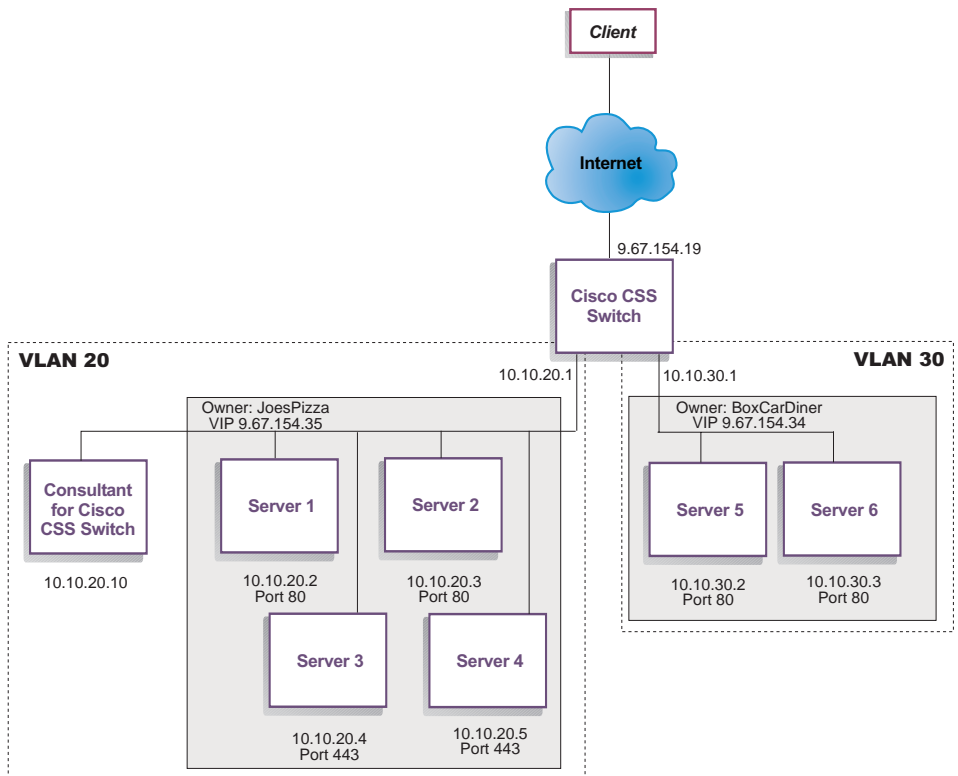 Client
Internet
9.67.154.19
Cisco CSS
Switch
VLAN 20
VLAN 30
10.10.20.1
10.10.30.1
Owner: JoesPizza
VIP 9.67.154.35
Owner: BoxCarDiner
VIP 9.67.154.34
Consultant
for Cisco
CSS Switch
10.10.20.10
Server 1
10.10.20.2
Port 80
Server 2
10.10.20.3
Port 80
Server 5
10.10.30.2
Port 80
Server 6
10.10.30.3
Port 80
Server 3
10.10.20.4
Port 443
Server 4
10.10.20.5
Port 443